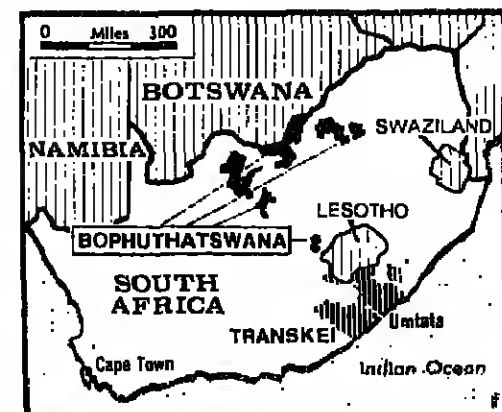 0 Miles 300
BOTSWANA
NAMIBIA
SWAZILAND
LESOTHO
BOPHUTHATSWANA
SOUTH
AFRICA
TRANSKEI
Umtata
Cape Town
Indian Ocean